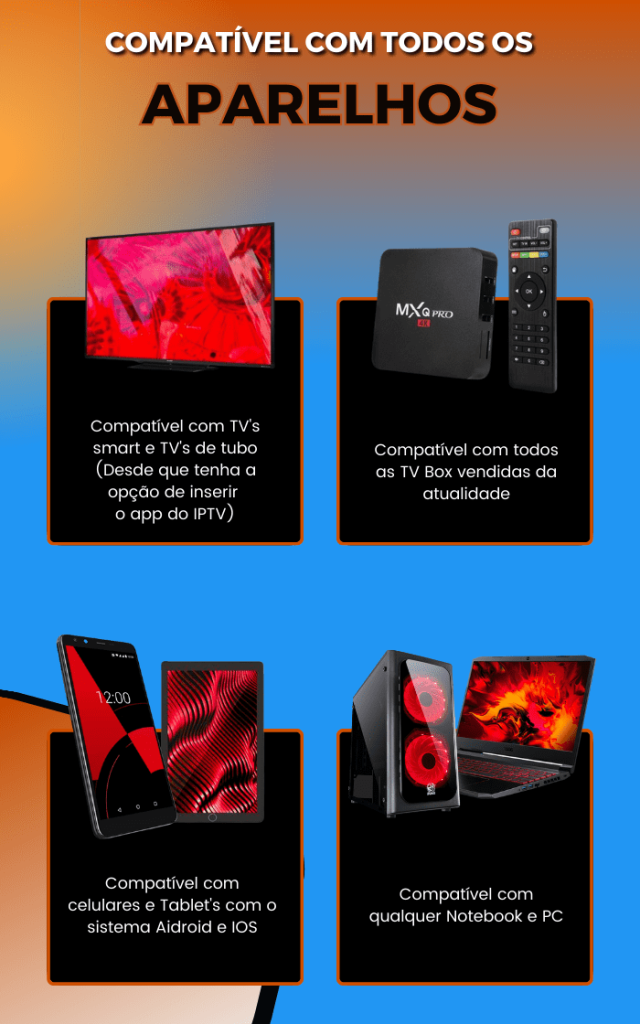 COMPATÍVEL COM TODOS OS
APARELHOS
MXQ PRO
4K
OK
Compatível com TV's
smart e TV's de tubo
(Desde que tenha a
opção de inserir
o app do IPTV)
Compatível com todos
as TV Box vendidas da
atualidade
12:00
Compatível com
celulares e Tablet's com o
sistema Aidroid e IOS
Compatível com
qualquer Notebook e PC